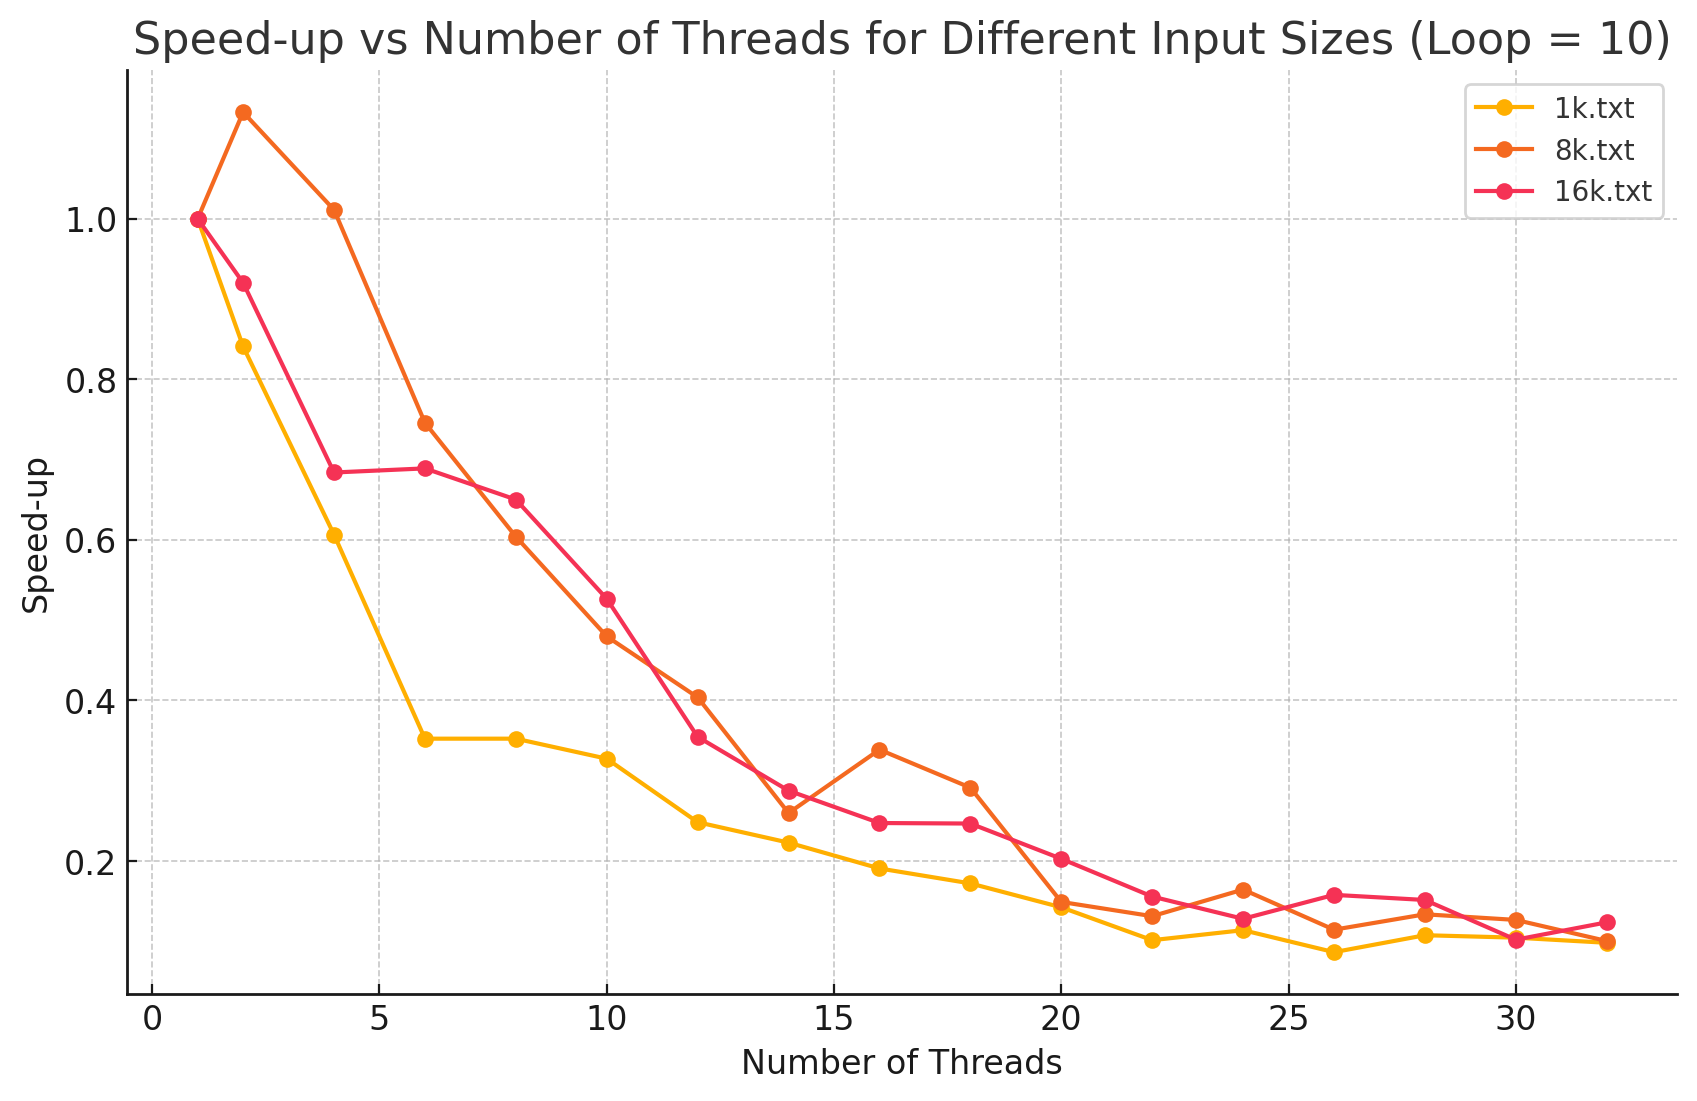 Speed-up vs Number of Threads for Different Input Sizes (Loop = 10)
1k.txt
8k.txt
16k.txt
Speed-up
1.0
0.8
0.6
0.4
0.2
0 5 10 15 20 25 30
Number of Threads